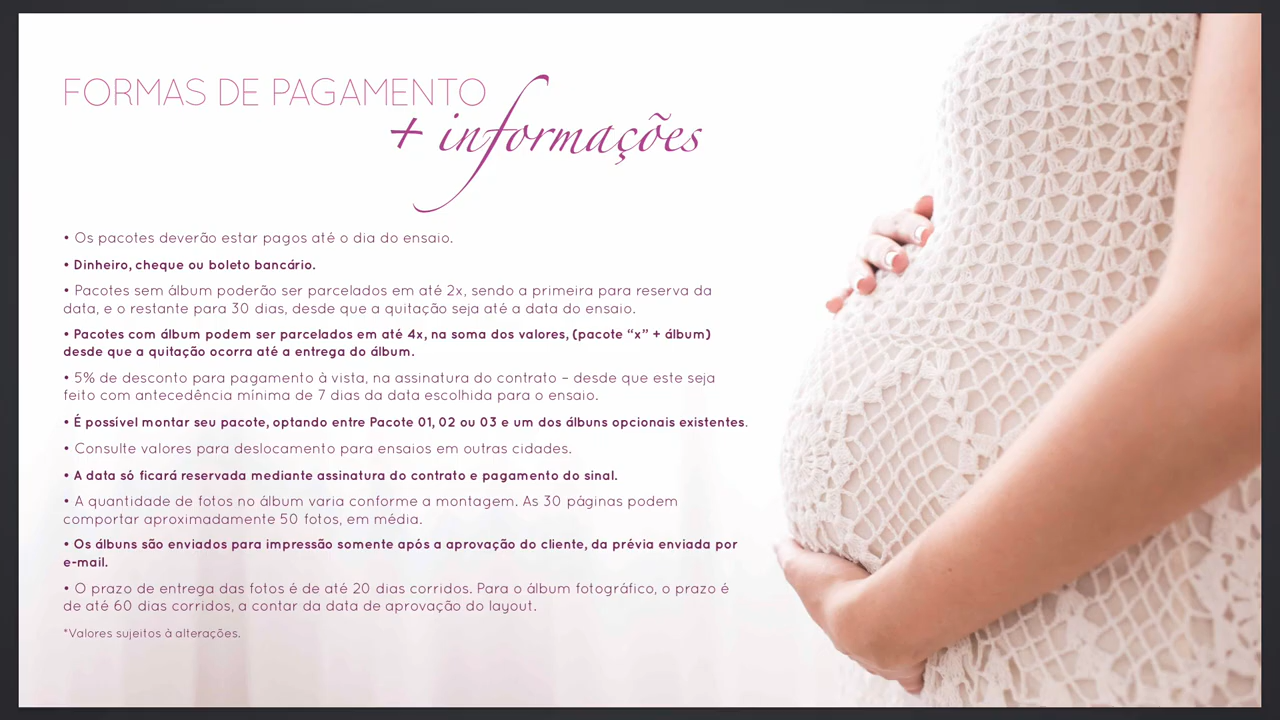 FORMAS DE PAGAMENTO
+ informações
• Os pacotes deverão estar pagos até o dia do ensaio.
• Dinheiro, cheque ou boleto bancário.
• Pacotes sem álbum poderão ser parcelados em até 2x, sendo a primeira para reserva da
data, e o restante para 30 dias, desde que a quitação seja até a data do ensaio.
• Pacotes com álbum podem ser parcelados em até 4x, na soma dos valores, (pacote “x” + álbum)
desde que a quitação ocorra até a entrega do álbum.
• 5% de desconto para pagamento à vista, na assinatura do contrato – desde que este seja
feito com antecedência mínima de 7 dias da data escolhida para o ensaio.
• É possível montar seu pacote, optando entre Pacote 01, 02 ou 03 e um dos álbuns opcionais existentes.
• Consulte valores para deslocamento para ensaios em outras cidades.
• A data só ficará reservada mediante assinatura do contrato e pagamento do sinal.
• A quantidade de fotos no álbum varia conforme a montagem. As 30 páginas podem
comportar aproximadamente 50 fotos, em média.
• Os álbuns são enviados para impressão somente após a aprovação do cliente, da prévia enviada por
e-mail.
• O prazo de entrega das fotos é de até 20 dias corridos. Para o álbum fotográfico, o prazo é
de até 60 dias corridos, a contar da data de aprovação do layout.
*Valores sujeitos à alterações.